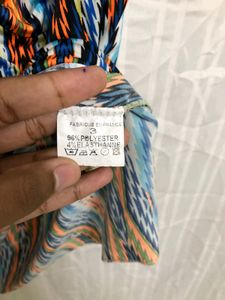 FABRIQUE EN FRANCE
3
96%POLYESTER
4%ELASTHANNE